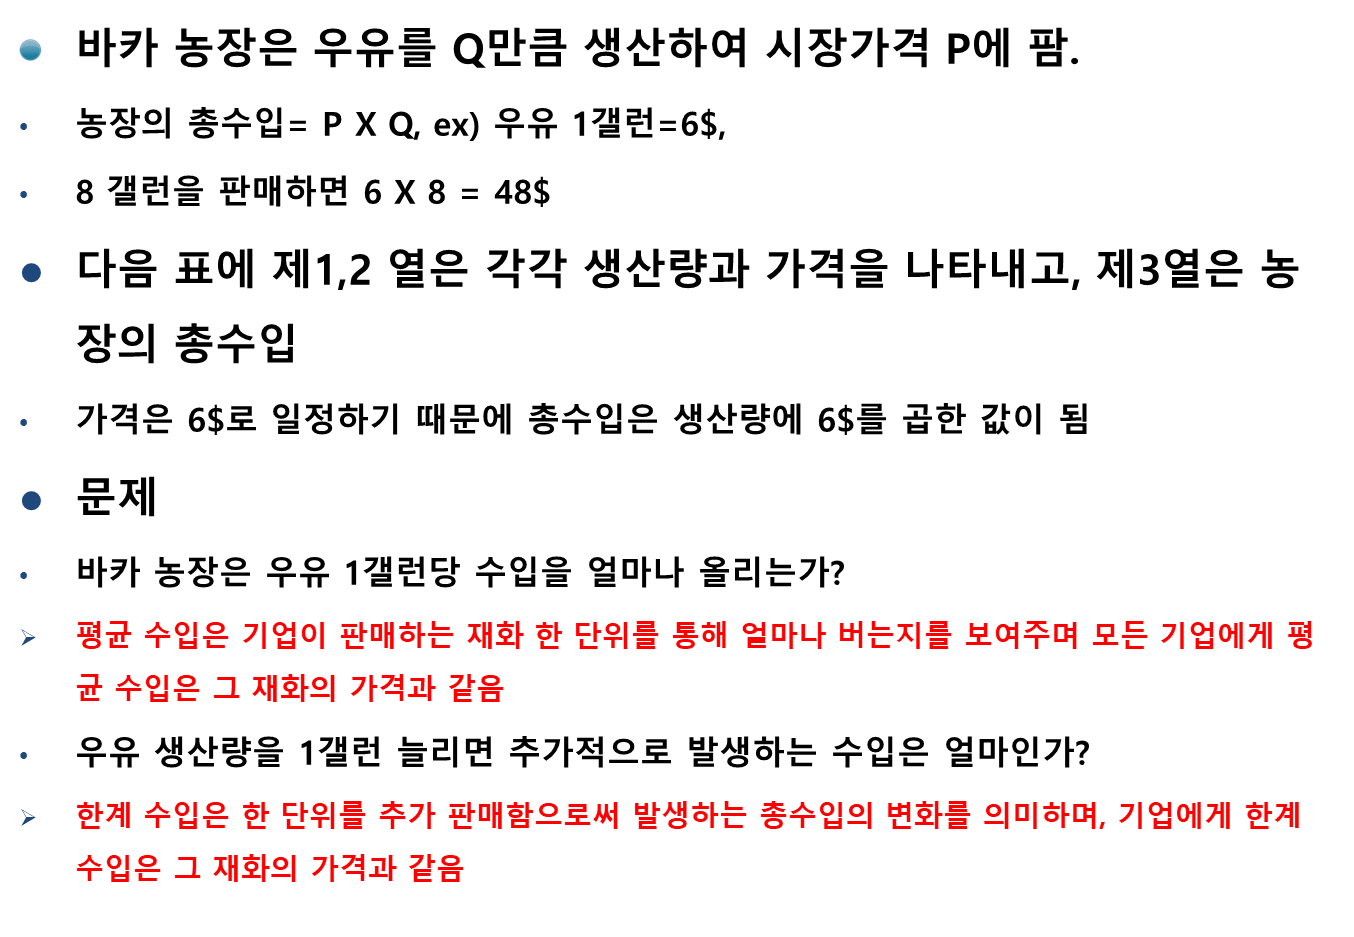 바카 농장은 우유를 Q만큼 생산하여 시장가격 P에 팜.
농장의 총수입= P X Q, ex) 우유 1갤런=6$,
8 갤런을 판매하면 6 X 8 = 48$
다음 표에 제1,2 열은 각각 생산량과 가격을 나타내고, 제3열은 농
장의 총수입
가격은 6$로 일정하기 때문에 총수입은 생산량에 6$를 곱한 값이 됨
문제
바카 농장은 우유 1갤런당 수입을 얼마나 올리는가?
평균 수입은 기업이 판매하는 재화 한 단위를 통해 얼마나 버는지를 보여주며 모든 기업에게 평
균 수입은 그 재화의 가격과 같음
우유 생산량을 1갤런 늘리면 추가적으로 발생하는 수입은 얼마인가?
한계 수입은 한 단위를 추가 판매함으로써 발생하는 총수입의 변화를 의미하며, 기업에게 한계
수입은 그 재화의 가격과 같음